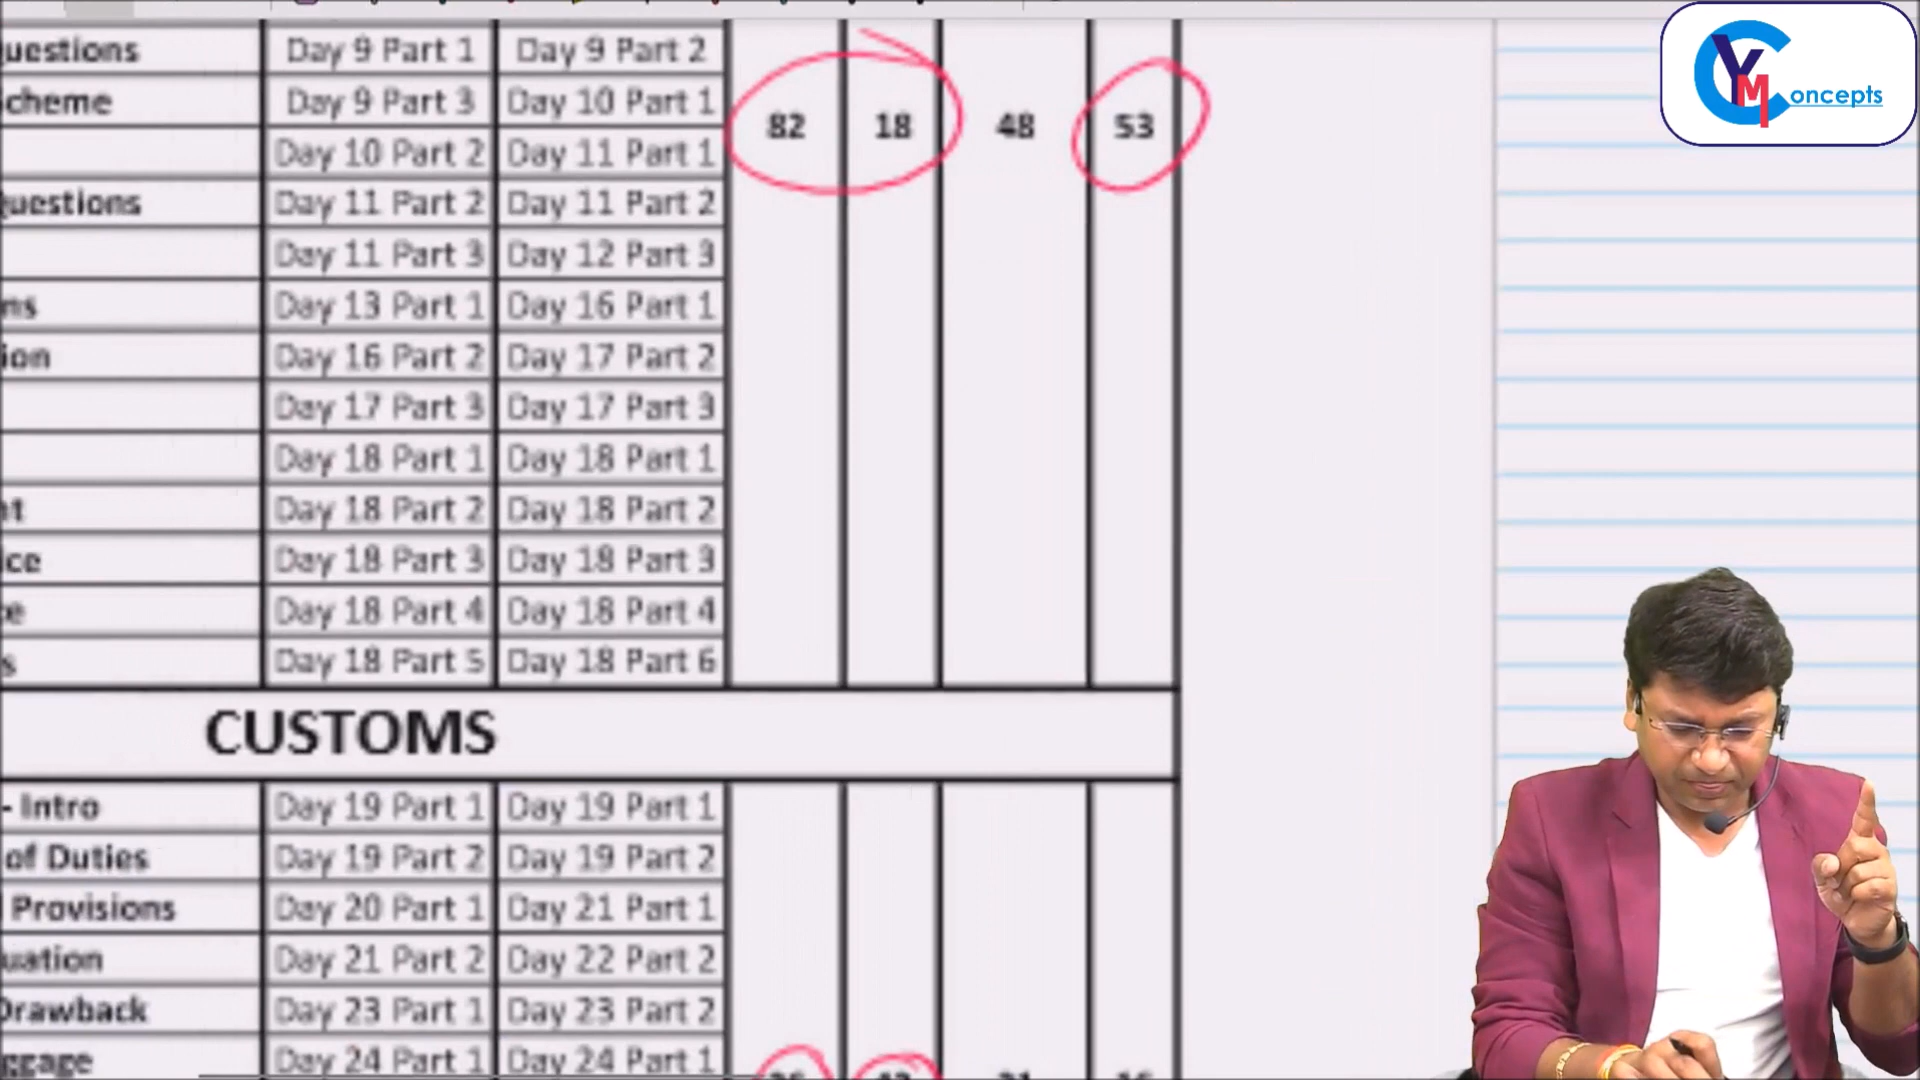 uestions Day 9 Part 1 Day 9 Part 2
cheme Day 9 Part 3 Day 10 Part 1 82 18 48 53
Day 10 Part 2 Day 11 Part 1
uestions Day 11 Part 2 Day 11 Part 2
Day 11 Part 3 Day 12 Part 3
ns Day 13 Part 1 Day 16 Part 1
ion Day 16 Part 2 Day 17 Part 2
Day 17 Part 3 Day 17 Part 3
Day 18 Part 1 Day 18 Part 1
nt Day 18 Part 2 Day 18 Part 2
ice Day 18 Part 3 Day 18 Part 3
e Day 18 Part 4 Day 18 Part 4
s Day 18 Part 5 Day 18 Part 6
CUSTOMS
- Intro Day 19 Part 1 Day 19 Part 1
of Duties Day 19 Part 2 Day 19 Part 2
Provisions Day 20 Part 1 Day 21 Part 1
uation Day 21 Part 2 Day 22 Part 2
Drawback Day 23 Part 1 Day 23 Part 2
ggage Day 24 Part 1 Day 24 Part 1
YMConcepts